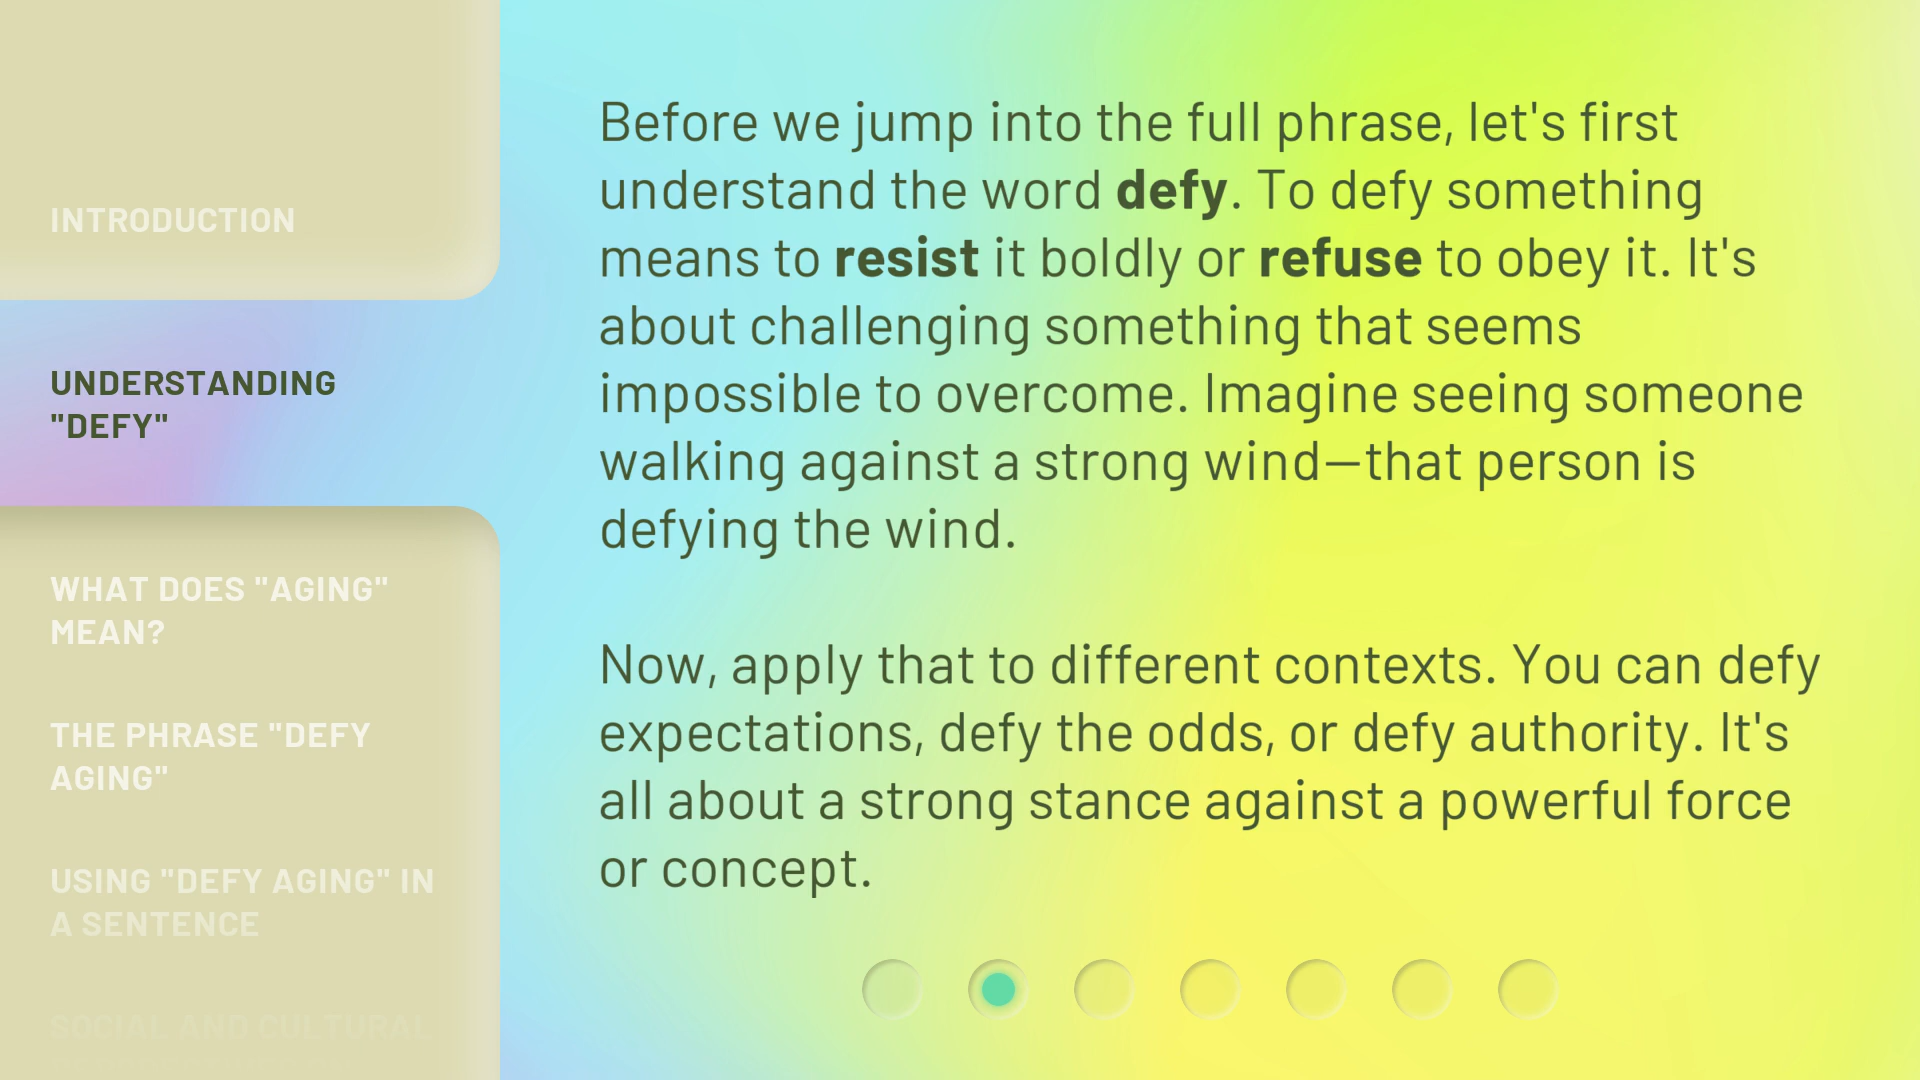 INTRODUCTION
UNDERSTANDING
"DEFY"
WHAT DOES "AGING"
MEAN?
THE PHRASE "DEFY
AGING"
USING "DEFY AGING" IN
A SENTENCE
SOCIAL AND CULTURAL
Before we jump into the full phrase, let's first
understand the word defy. To defy something
means to resist it boldly or refuse to obey it. It's
about challenging something that seems
impossible to overcome. Imagine seeing someone
walking against a strong wind—that person is
defying the wind.
Now, apply that to different contexts. You can defy
expectations, defy the odds, or defy authority. It's
all about a strong stance against a powerful force
or concept.